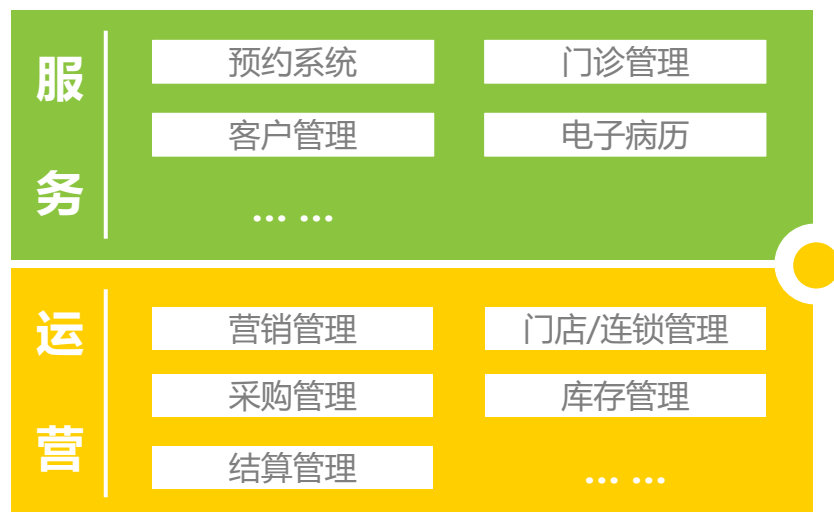 服务
预约系统 门诊管理
客户管理 电子病历
... ...
运营
营销管理 门店/连锁管理
采购管理 库存管理
结算管理 ... ...